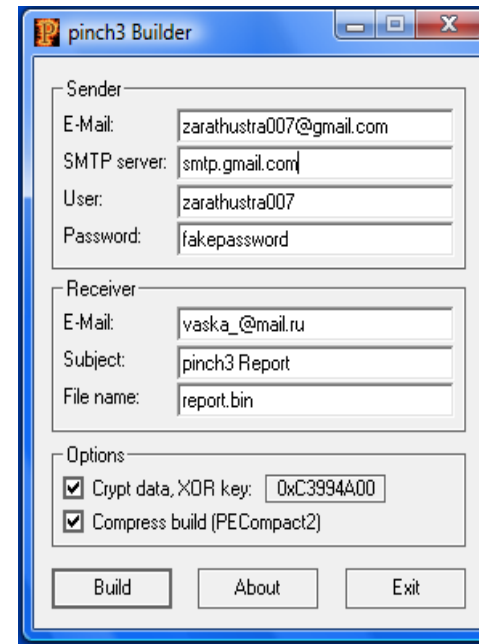 pinch3 Builder
Sender
E-Mail: zarathustra007@gmail.com
SMTP server: smtp.gmail.com
User: zarathustra007
Password: fakepassword
Receiver
E-Mail: vaska_@mail.ru
Subject: pinch3 Report
File name: report.bin
Options
Crypt data, XOR key: 0xC3994A00
Compress build (PECompact2)
Build About Exit